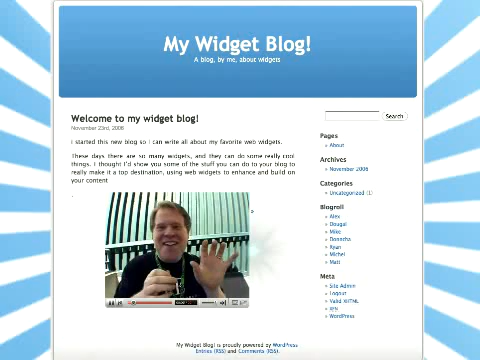 My Widget Blog!
A blog, by me, about widgets
Welcome to my widget blog!
November 23rd, 2006
I started this new blog so I can write all about my favorite web widgets.
These days there are so many widgets, and they can do some really cool
things. I thought I'd show you some of the stuff you can do to your blog to
really make it a top destination, using web widgets to enhance and build on
your content
Search
Pages
» About
Archives
» November 2006
Categories
» Uncategorized (1)
Blogroll
» Alex
» Dougal
» Mike
» Donncha
» Ryan
» Michel
» Matt
Meta
» Site Admin
» Logout
» Valid XHTML
» XFN
» WordPress
My Widget Blog! is proudly powered by WordPress
Entries (RSS) and Comments (RSS).